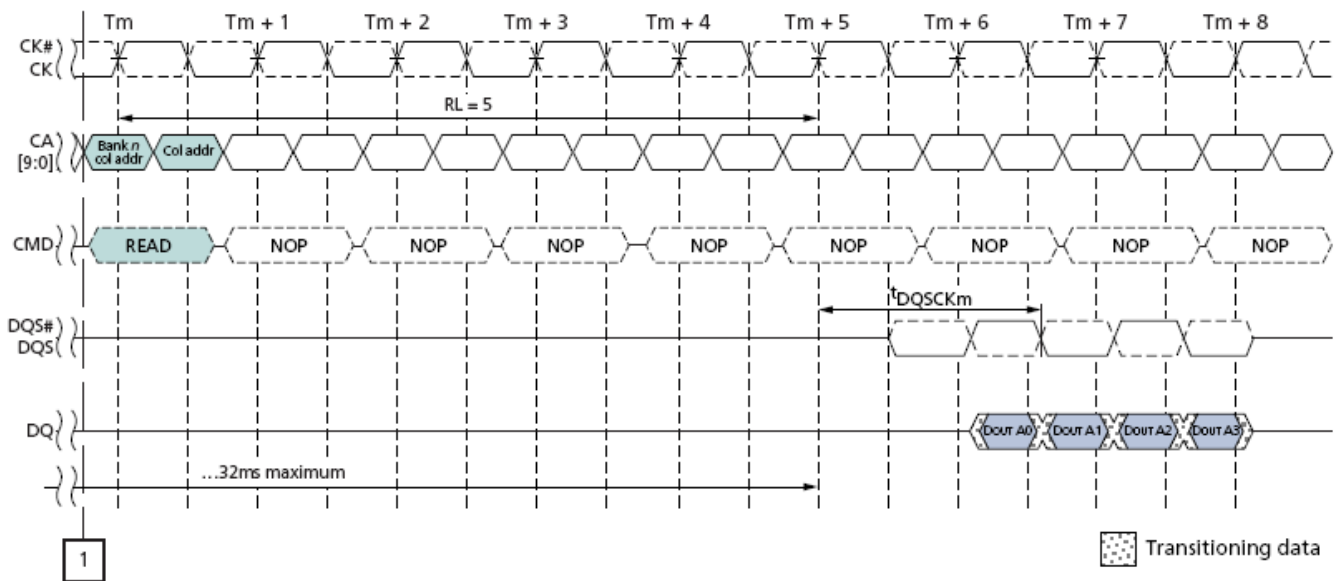 Tm Tm + 1 Tm + 2 Tm + 3 Tm + 4 Tm + 5 Tm + 6 Tm + 7 Tm + 8
CK#
CK
RL = 5
CA
[9:0]
Bank n
col addr
Col addr
CMD
READ NOP NOP NOP NOP NOP NOP NOP NOP
tDQSCKm
DQS#
DQS
DQ
DOUT A0 DOUT A1 DOUT A2 DOUT A3
...32ms maximum
1
Transitioning data